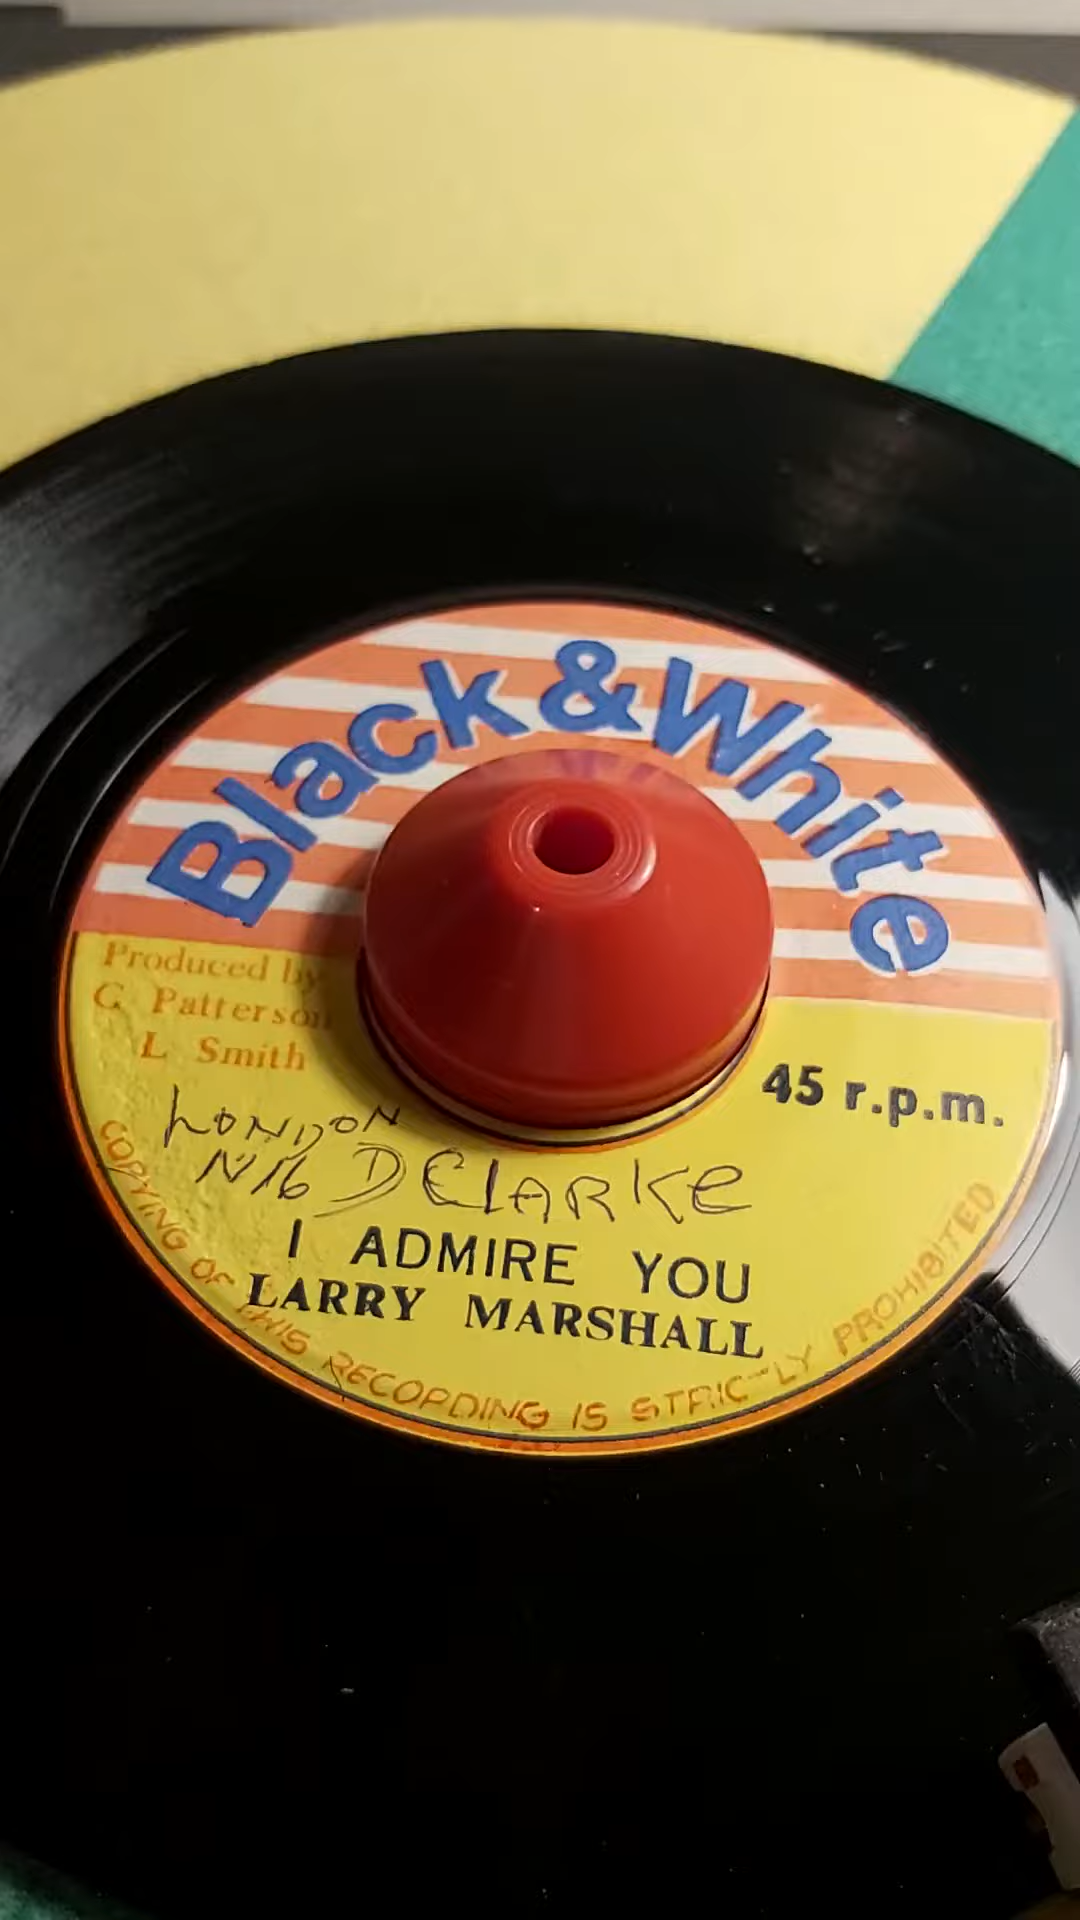 Black & White
Produced by
C Patterson
L Smith
45 r.p.m.
LONDON
N16 D CLARKe
I ADMIRE YOU
LARRY MARSHALL
COPYING OF THIS RECORDING IS STRICTLY PROHIBITED